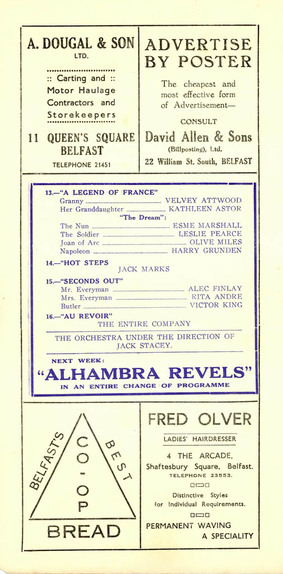 A. DOUGAL & SON
LTD.
:: Carting and ::
Motor Haulage
Contractors and
Storekeepers
11 QUEEN'S SQUARE
BELFAST
TELEPHONE 21451
ADVERTISE
BY POSTER
The cheapest and
most effective form
of Advertisement—
CONSULT
David Allen & Sons
(Billposting), Ltd.
22 William St. South, BELFAST
13.—"A LEGEND OF FRANCE"
Granny VELVEY ATTWOOD
Her Granddaughter KATHLEEN ASTOR
"The Dream":
The Nun ESME MARSHALL
The Soldier LESLIE PEARCE
Joan of Arc OLIVE MILES
Napoleon HARRY GRUNDEN
14.—"HOT STEPS
JACK MARKS
15.—"SECONDS OUT"
Mr. Everyman ALEC FINLAY
Mrs. Everyman RITA ANDRE
Butler VICTOR KING
16.—"AU REVOIR"
THE ENTIRE COMPANY
THE ORCHESTRA UNDER THE DIRECTION OF
JACK STACEY.
NEXT WEEK:
"ALHAMBRA REVELS"
IN AN ENTIRE CHANGE OF PROGRAMME
BELFAST'S
BEST
CO-OP
BREAD
FRED OLVER
LADIES' HAIRDRESSER
4 THE ARCADE,
Shaftesbury Square, Belfast.
TELEPHONE 23553.
Distinctive Styles
for Individual Requirements.
PERMANENT WAVING
A SPECIALITY